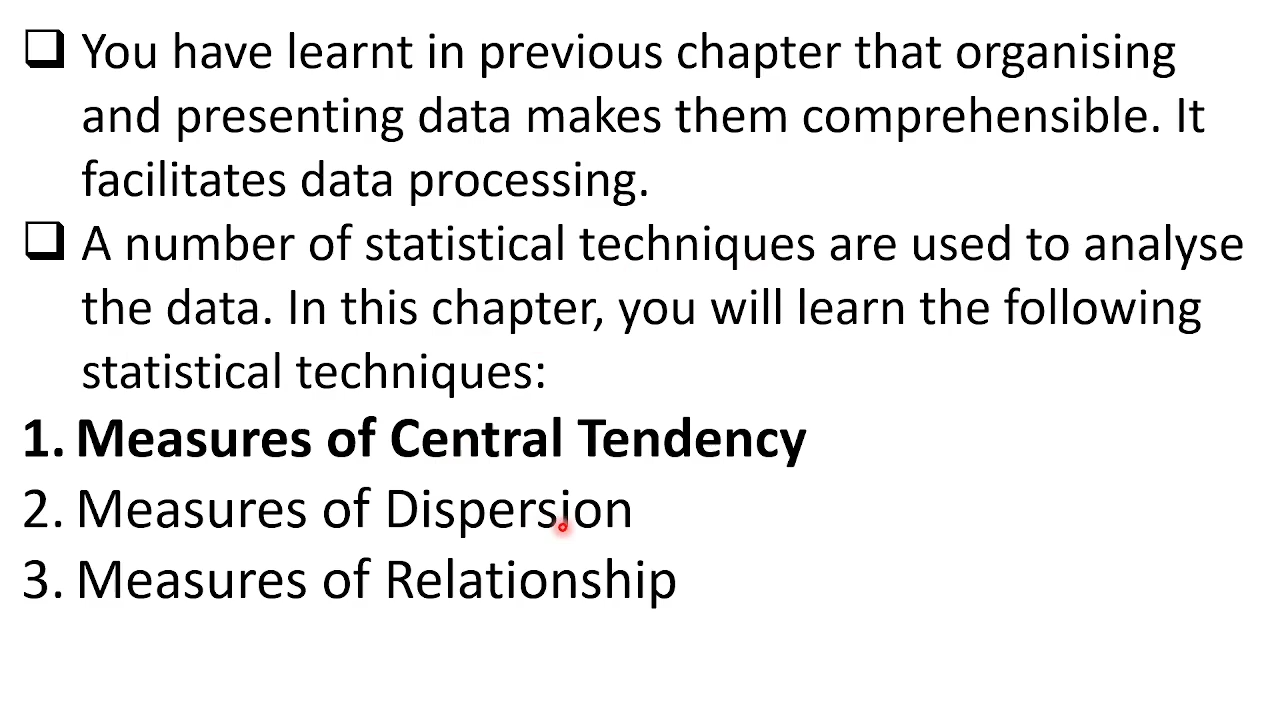 ❑ You have learnt in previous chapter that organising
and presenting data makes them comprehensible. It
facilitates data processing.
❑ A number of statistical techniques are used to analyse
the data. In this chapter, you will learn the following
statistical techniques:
1. Measures of Central Tendency
2. Measures of Dispersion
3. Measures of Relationship